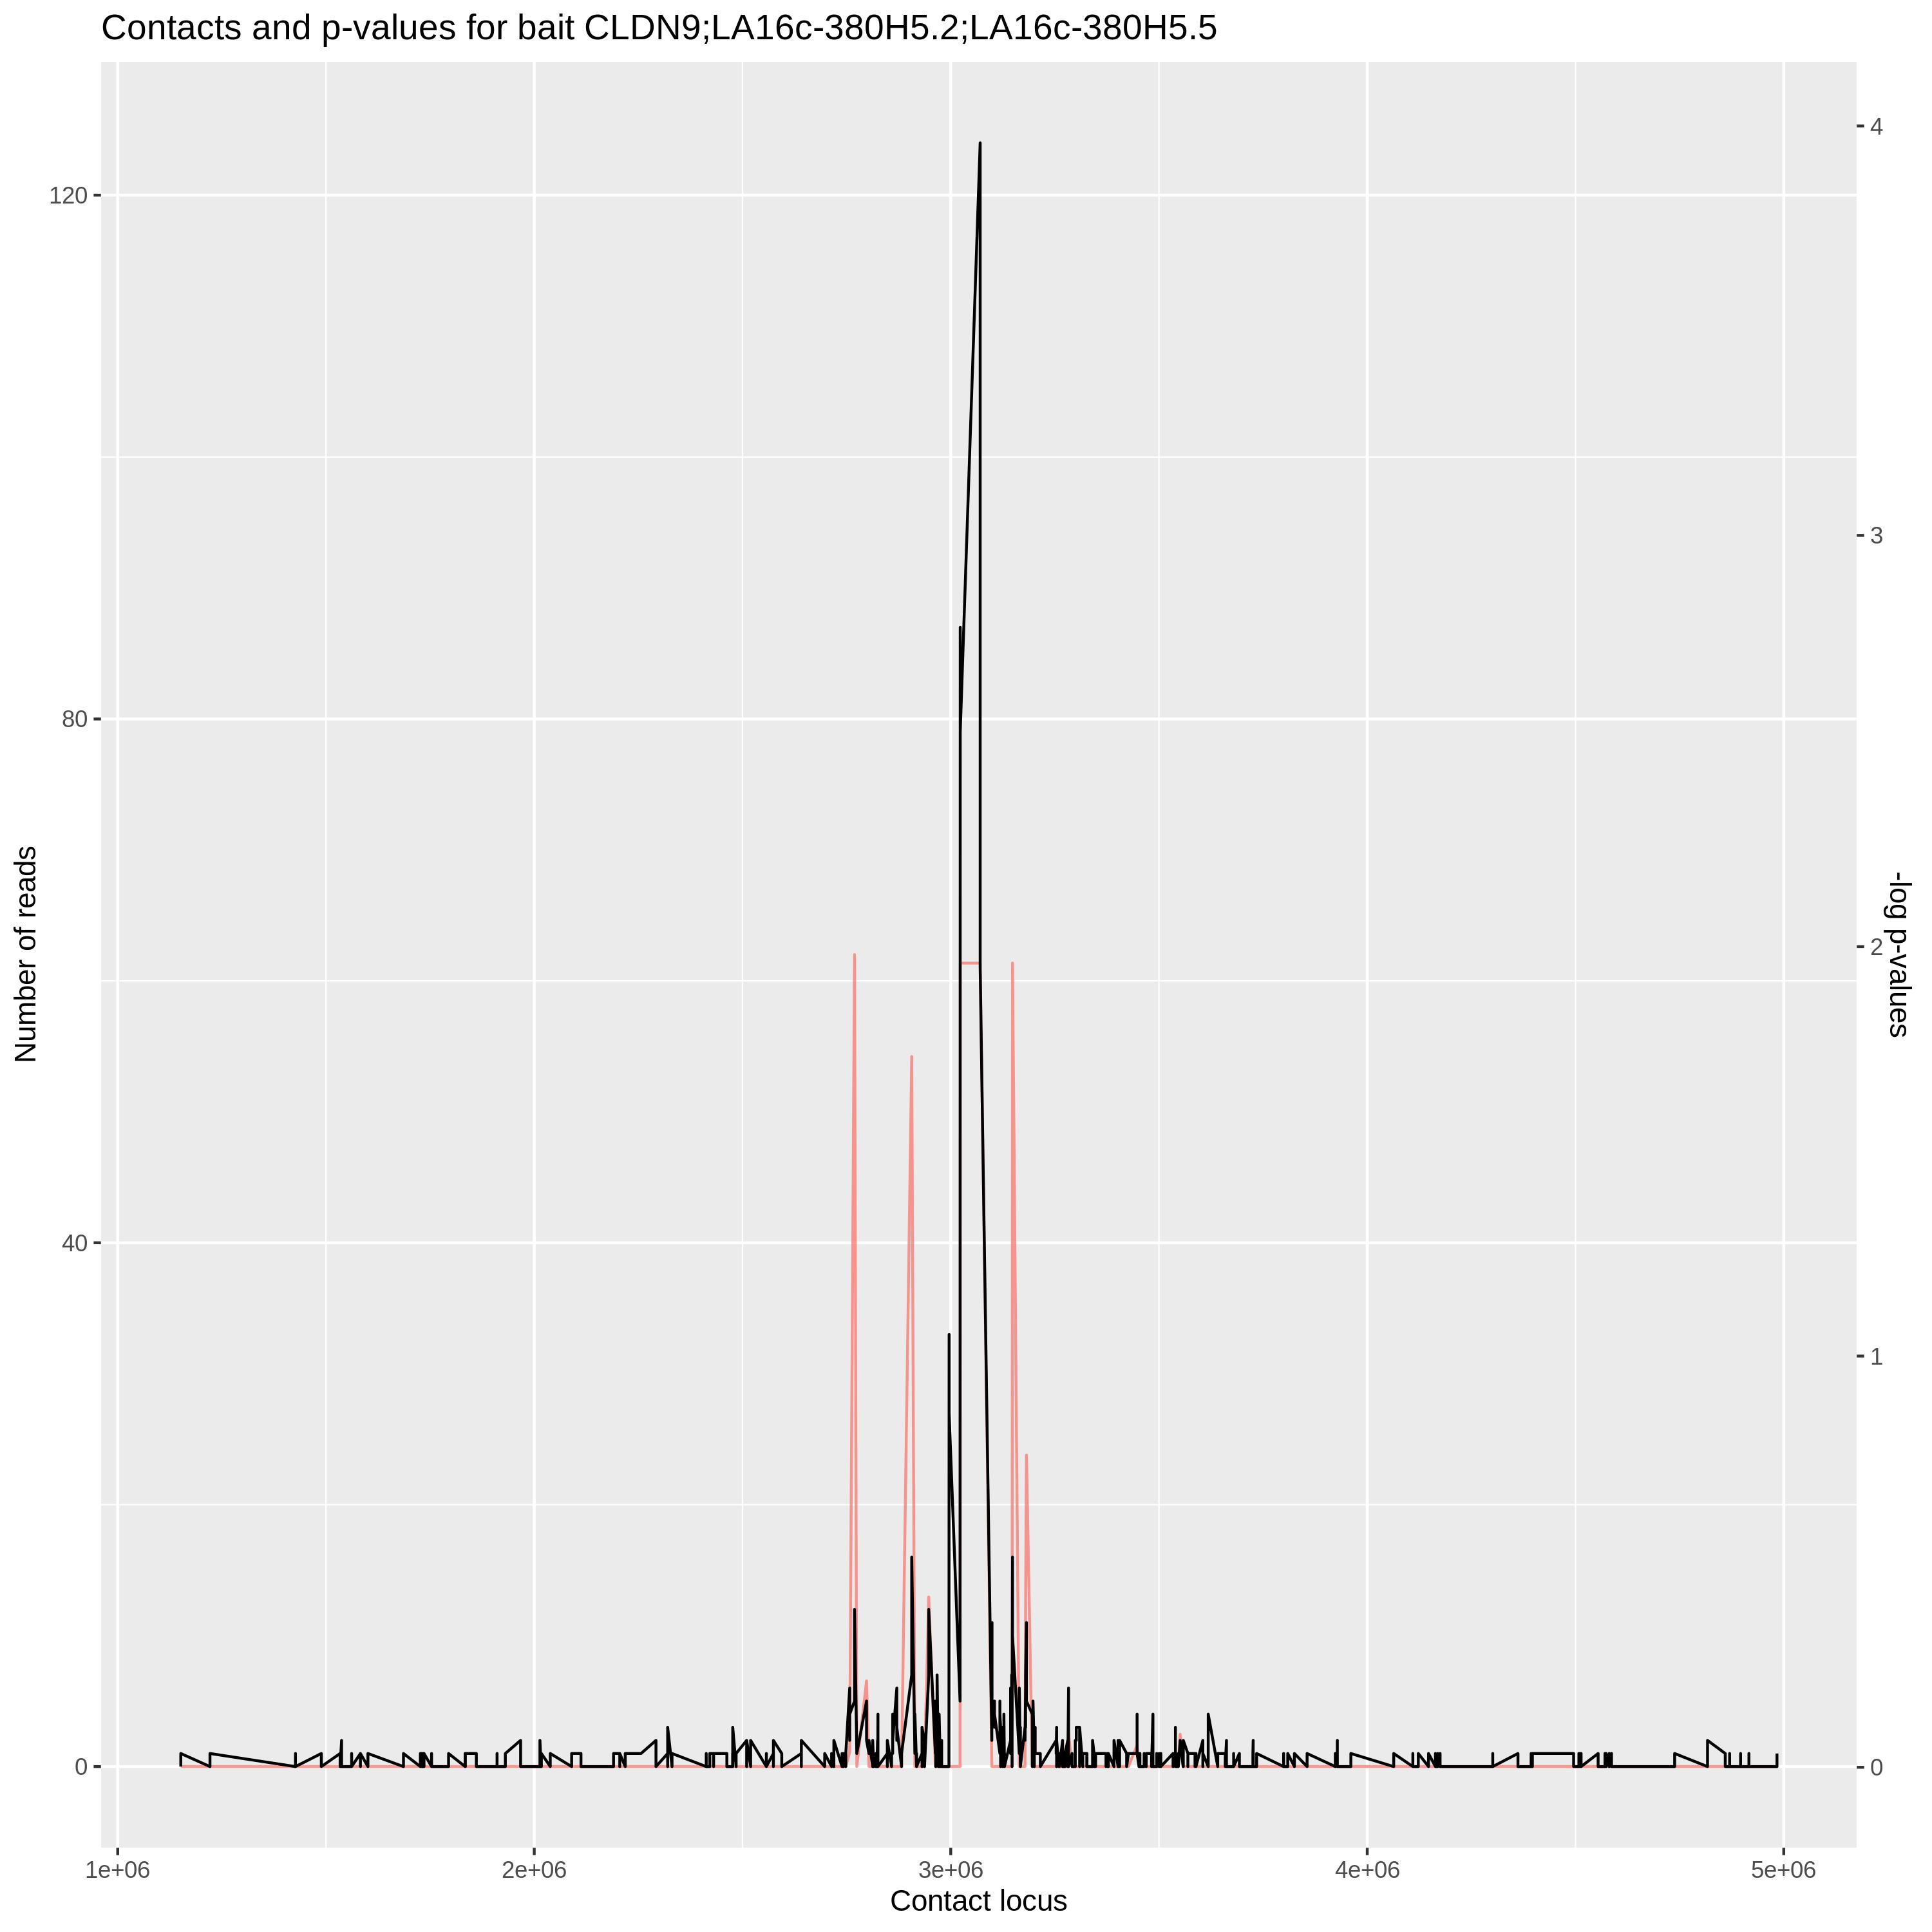 Contacts and p-values for bait CLDN9;LA16c-380H5.2;LA16c-380H5.5
120
80
40
0
Number of reads
4
3
2
1
0
-log p-values
1e+06
2e+06
3e+06
4e+06
5e+06
Contact locus